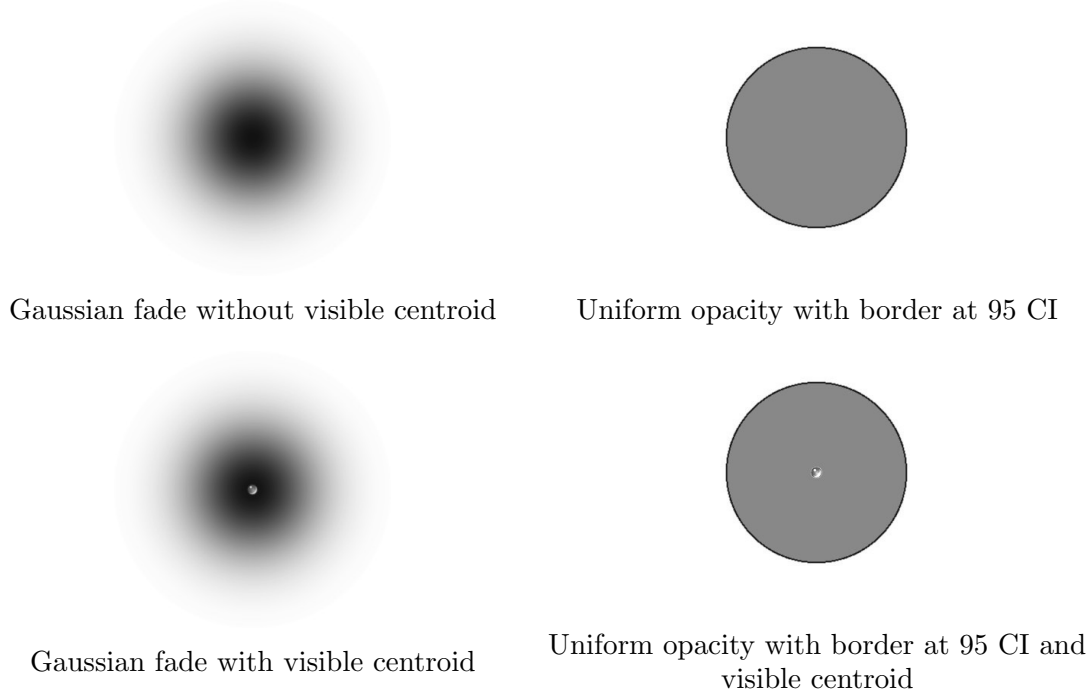 Gaussian fade without visible centroid
Uniform opacity with border at 95 CI
Gaussian fade with visible centroid
Uniform opacity with border at 95 CI and
visible centroid